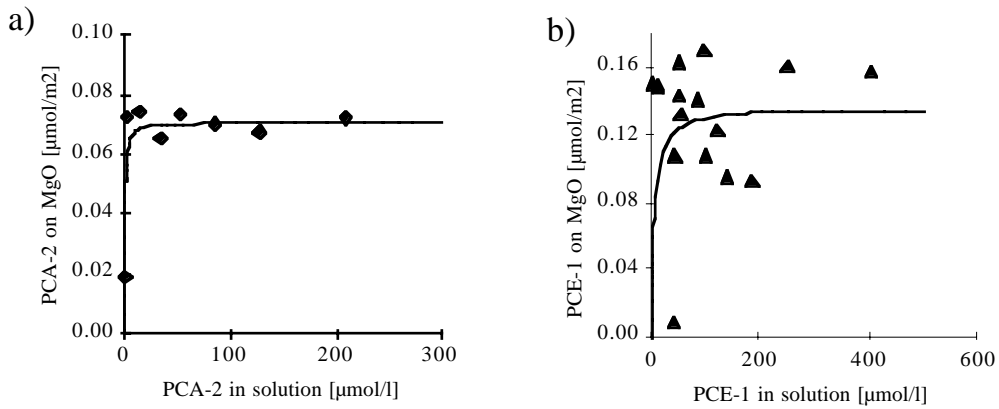 a)
0.10
0.08
0.06
0.04
0.02
0.00
PCA-2 on MgO [µmol/m2]
0 100 200 300
PCA-2 in solution [µmol/l]
b)
0.16
0.12
0.08
0.04
0.00
PCE-1 on MgO [µmol/m2]
0 200 400 600
PCE-1 in solution [µmol/l]